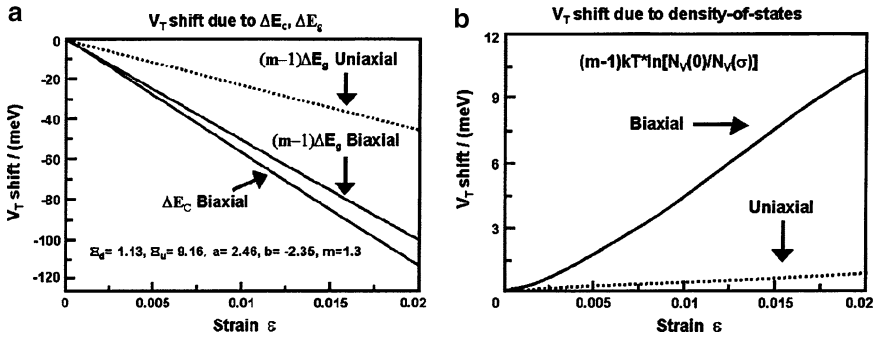 a
V_T shift due to ΔE_c, ΔE_g
V_T shift / (meV)
0
-20
-40
-60
-80
-100
-120
(m−1)ΔE_g Uniaxial
(m−1)ΔE_g Biaxial
ΔE_C Biaxial
Ξ_d= 1.13, Ξ_u= 9.16, a= 2.46, b= -2.35, m=1.3
0
0.005
0.01
0.015
0.02
Strain ε
b
V_T shift due to density-of-states
V_T shift / (meV)
12
9
6
3
(m-1)kT*ln[N_V(0)/N_V(σ)]
Biaxial
Uniaxial
0.005
0.01
0.015
0.02
Strain ε